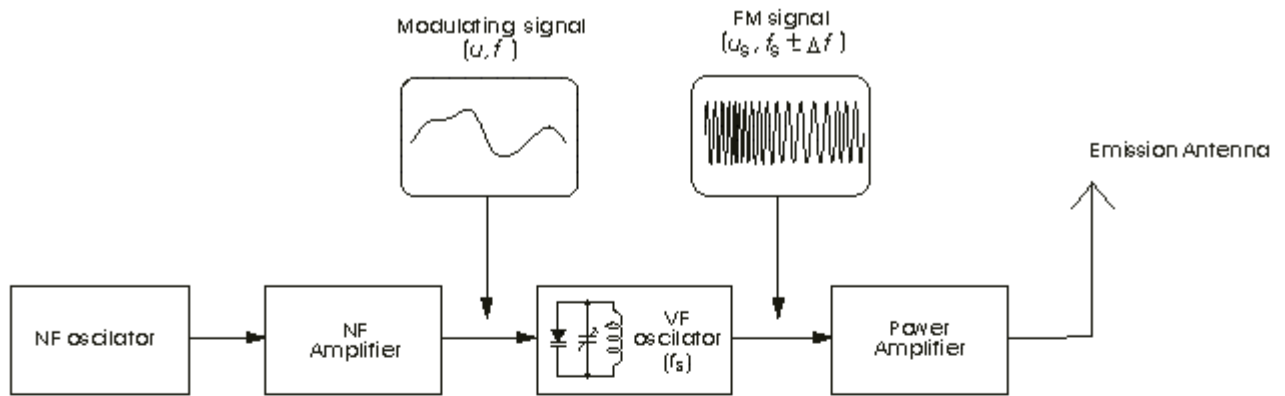 Modulating signal
(u, f)
FM signal
(us, fs ± Δf)
Emission Antenna
NF oscilator
NF
Amplifier
VF
oscilator
(fs)
Power
Amplifier